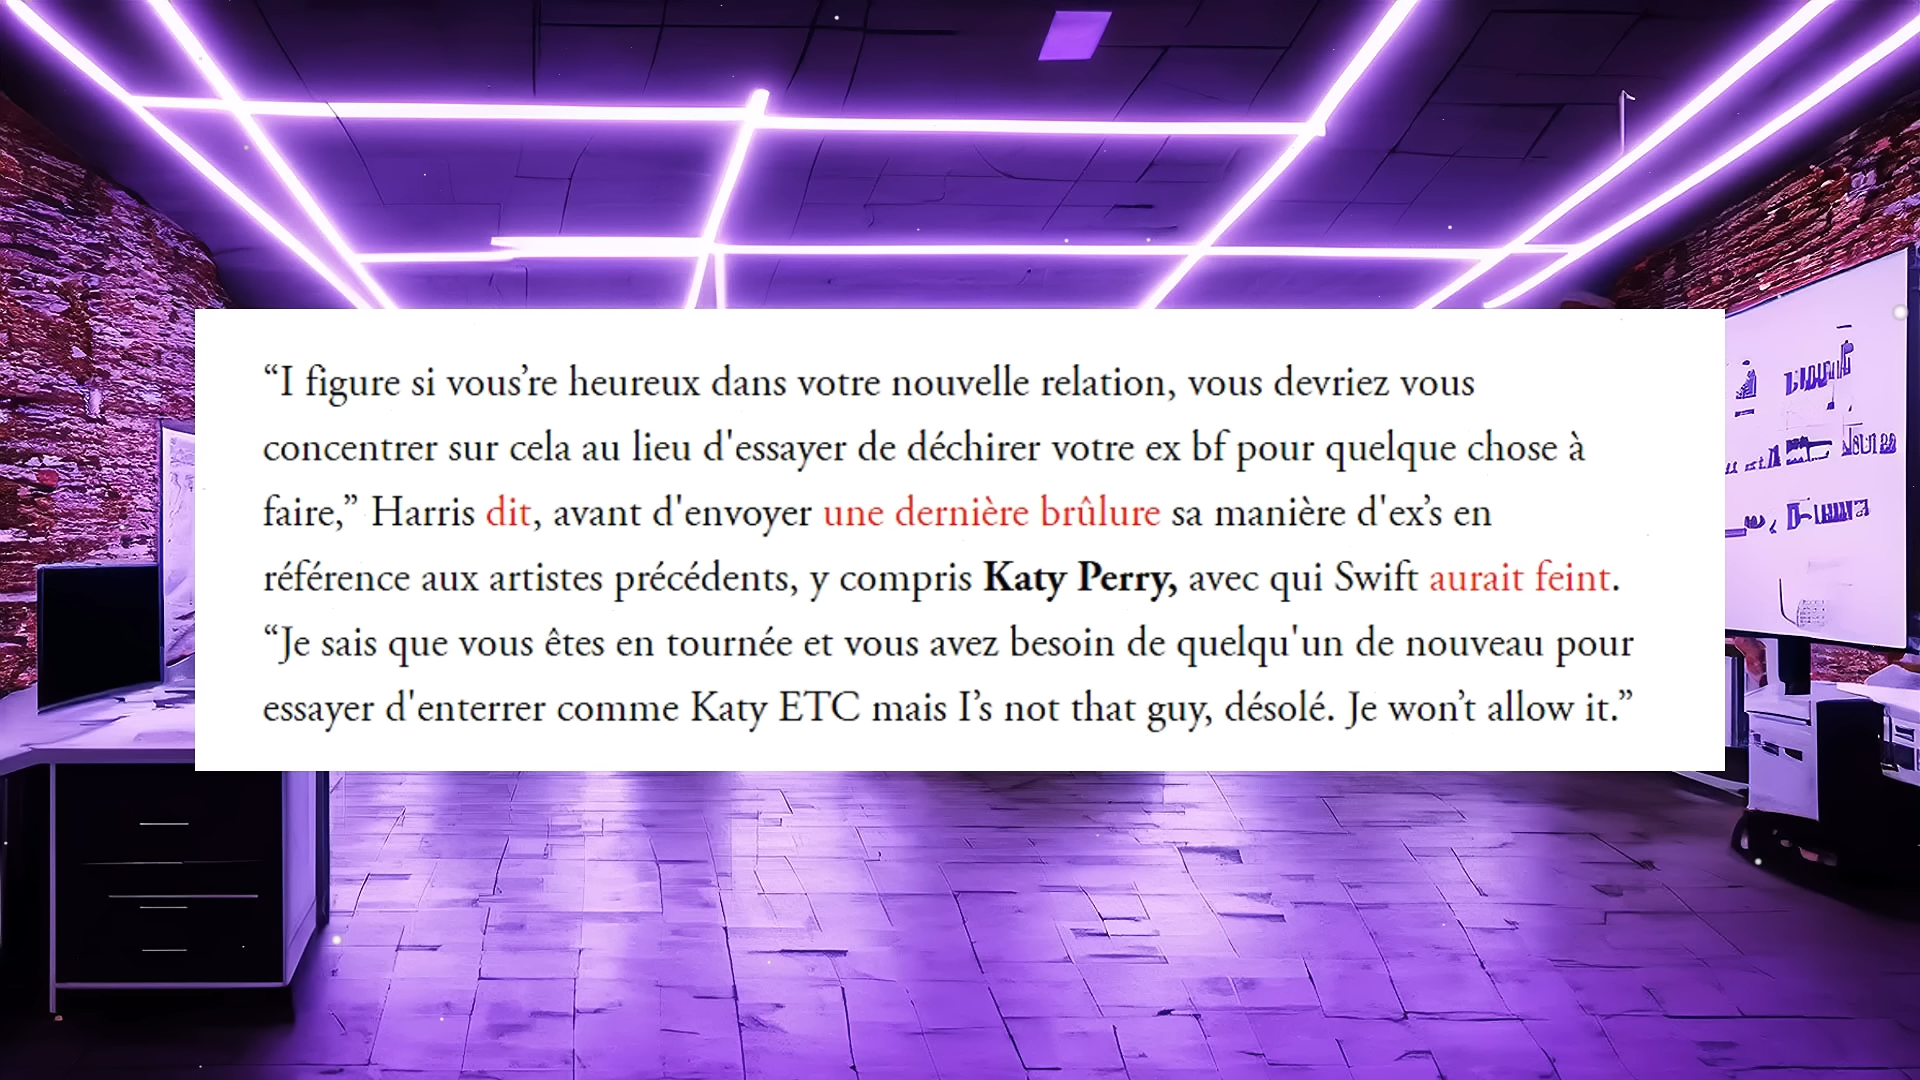 “I figure si vous’re heureux dans votre nouvelle relation, vous devriez vous
concentrer sur cela au lieu d'essayer de déchirer votre ex bf pour quelque chose à
faire,” Harris dit, avant d'envoyer une dernière brûlure sa manière d'ex’s en
référence aux artistes précédents, y compris Katy Perry, avec qui Swift aurait feint.
“Je sais que vous êtes en tournée et vous avez besoin de quelqu'un de nouveau pour
essayer d'enterrer comme Katy ETC mais I’s not that guy, désolé. Je won’t allow it.”